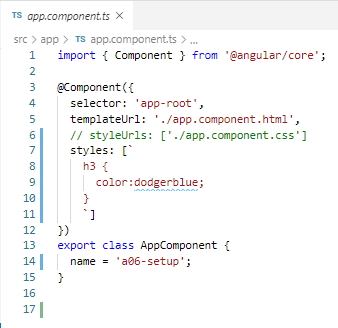 TS app.component.ts ×
src > app > TS app.component.ts > ...
1 import { Component } from '@angular/core';
2
3 @Component({
4   selector: 'app-root',
5   templateUrl: './app.component.html',
6   // styleUrls: ['./app.component.css']
7   styles: [`
8     h3 {
9       color:dodgerblue;
10     }
11     `]
12 })
13 export class AppComponent {
14   name = 'a06-setup';
15 }
16
17